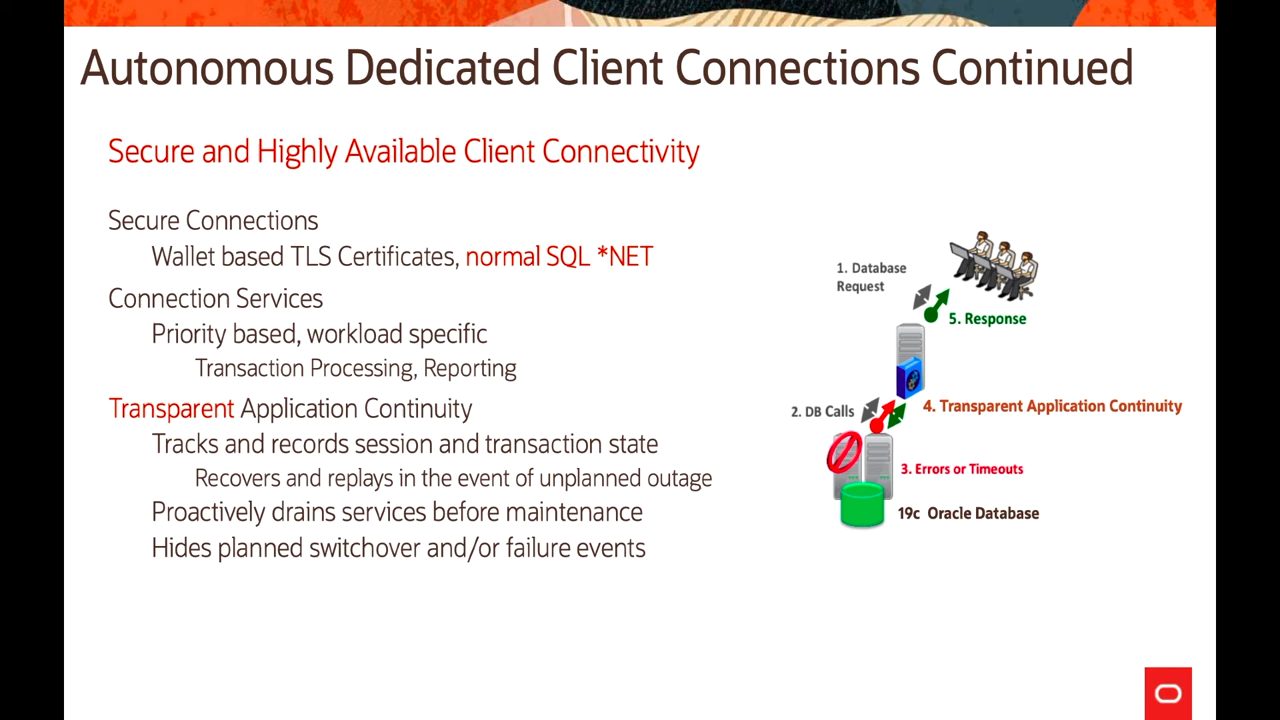 Autonomous Dedicated Client Connections Continued
Secure and Highly Available Client Connectivity
Secure Connections
Wallet based TLS Certificates, normal SQL *NET
Connection Services
Priority based, workload specific
Transaction Processing, Reporting
Transparent Application Continuity
Tracks and records session and transaction state
Recovers and replays in the event of unplanned outage
Proactively drains services before maintenance
Hides planned switchover and/or failure events
1. Database
Request
5. Response
2. DB Calls
4. Transparent Application Continuity
3. Errors or Timeouts
19c Oracle Database